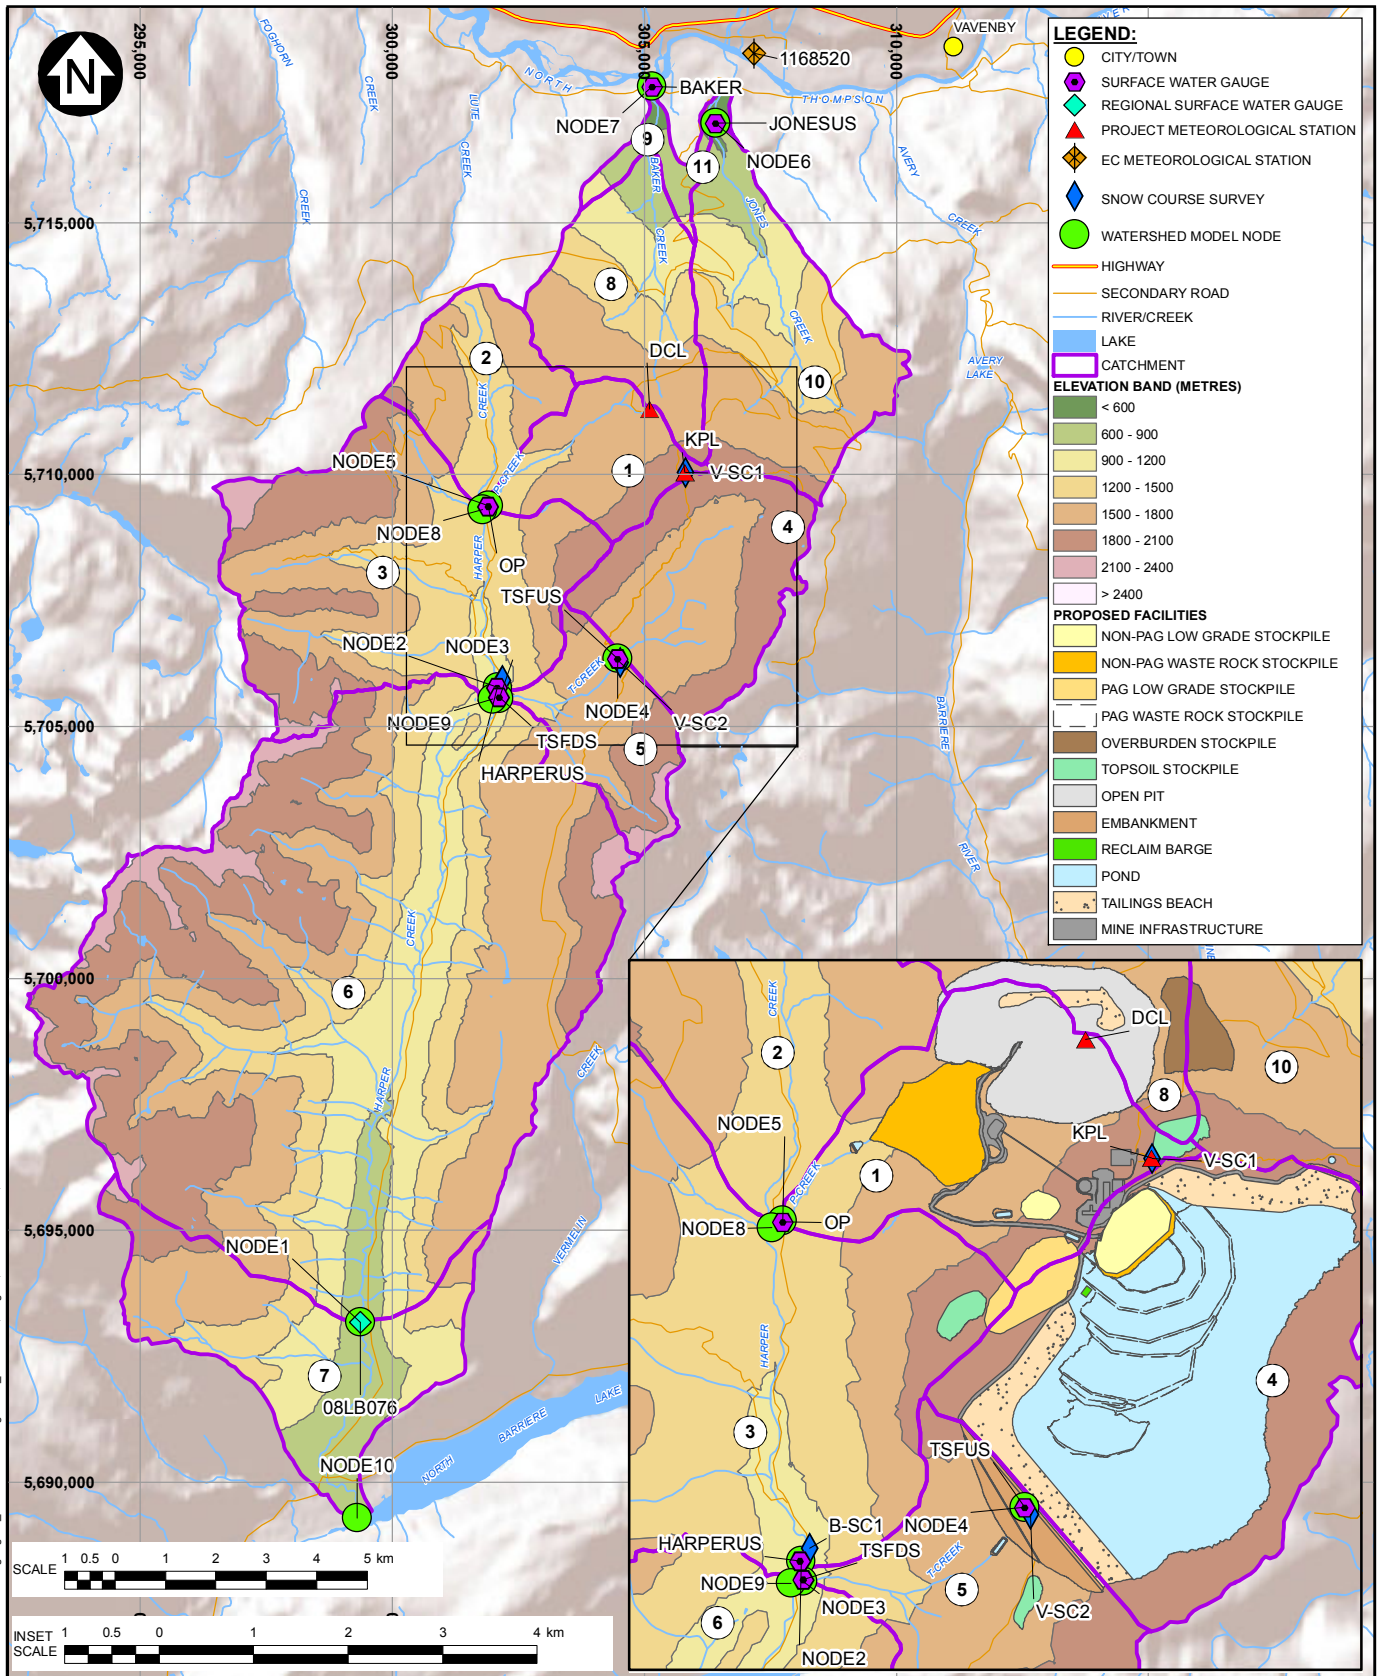 N
295,000
300,000
305,000
310,000
FOGHORN
CREEK
CREEK
CREEK
LUTE
CREEK
NORTH
THOMPSON
RIVER
VAVENBY
1168520
BAKER
NODE7
JONESUS
NODE6
9
11
BAKER
CREEK
JONES
CREEK
AVERY
CREEK
5,715,000
8
2
DCL
10
AVERY
LAKE
CREEK
KPL
NODE5
P-CREEK
1
V-SC1
5,710,000
NODE8
4
HARPER
OP
3
TSFUS
NODE2
NODE3
T-CREEK
NODE4
V-SC2
NODE9
5,705,000
TSFDS
5
HARPERUS
BARRIERE
RIVER
CREEK
5,700,000
6
HARPER
CREEK
VERMELIN
5,695,000
NODE1
7
08LB076
NODE10
NORTH
BARRIERE
LAKE
5,690,000
LEGEND:
CITY/TOWN
SURFACE WATER GAUGE
REGIONAL SURFACE WATER GAUGE
PROJECT METEOROLOGICAL STATION
EC METEOROLOGICAL STATION
SNOW COURSE SURVEY
WATERSHED MODEL NODE
HIGHWAY
SECONDARY ROAD
RIVER/CREEK
LAKE
CATCHMENT
ELEVATION BAND (METRES)
< 600
600 - 900
900 - 1200
1200 - 1500
1500 - 1800
1800 - 2100
2100 - 2400
> 2400
PROPOSED FACILITIES
NON-PAG LOW GRADE STOCKPILE
NON-PAG WASTE ROCK STOCKPILE
PAG LOW GRADE STOCKPILE
PAG WASTE ROCK STOCKPILE
OVERBURDEN STOCKPILE
TOPSOIL STOCKPILE
OPEN PIT
EMBANKMENT
RECLAIM BARGE
POND
TAILINGS BEACH
MINE INFRASTRUCTURE
CREEK
2
DCL
10
8
NODE5
KPL
V-SC1
1
P-CREEK
NODE8
OP
HARPER
4
3
TSFUS
NODE4
B-SC1
HARPERUS
TSFDS
NODE9
T-CREEK
NODE3
5
V-SC2
6
NODE2
SCALE
1 0.5 0 1 2 3 4 5 km
INSET
SCALE
1 0.5 0 1 2 3 4 km